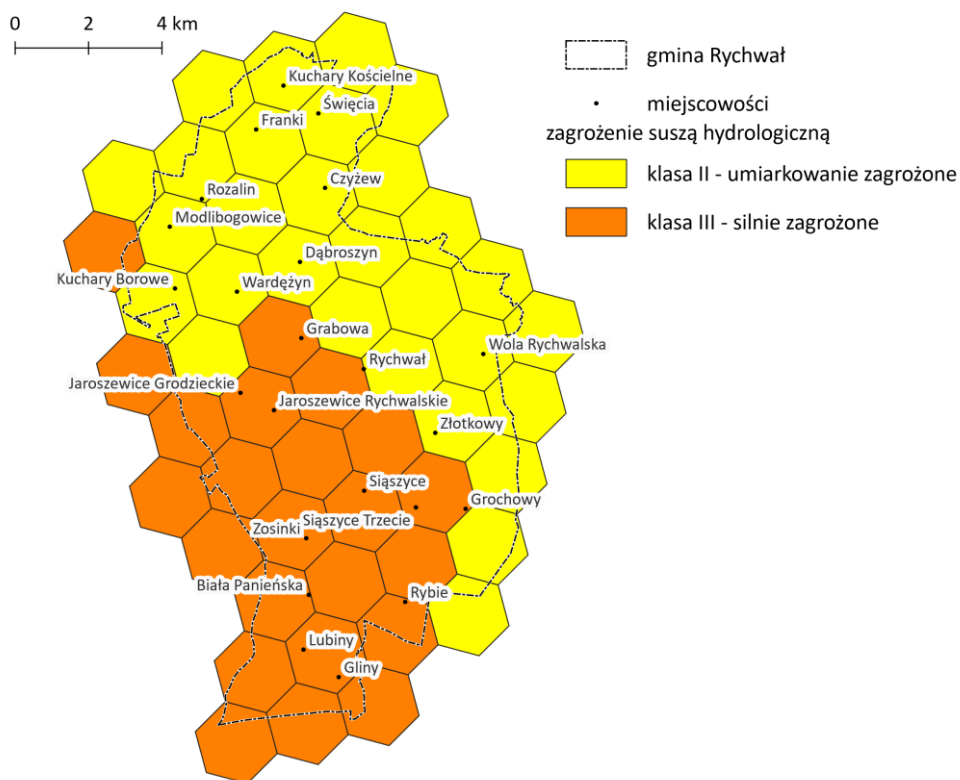 0 2 4 km
gmina Rychwał
miejscowości
zagrożenie suszą hydrologiczną
klasa II - umiarkowanie zagrożone
klasa III - silnie zagrożone
Kuchary Kościelne
Święcia
Franki
Czyżew
Rozalin
Modlibogowice
Dąbroszyn
Kuchary Borowe
Wardężyn
Grabowa
Wola Rychwalska
Rychwał
Jaroszewice Grodzieckie
Jaroszewice Rychwalskie
Złotkowy
Siąszyce
Grochowy
Siąszyce Trzecie
Zosinki
Biała Panieńska
Rybie
Lubiny
Gliny